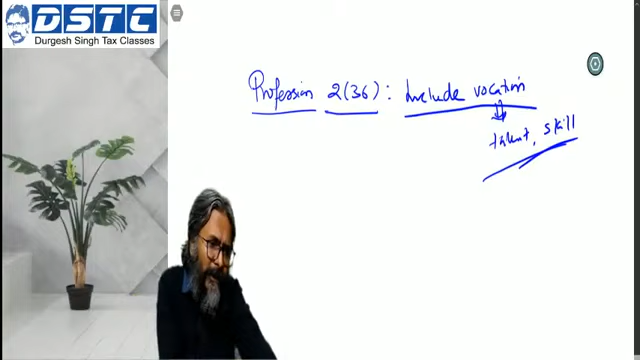 DSTC
Durgesh Singh Tax Classes
Profession 2(36) : Include vocation
talent, skill